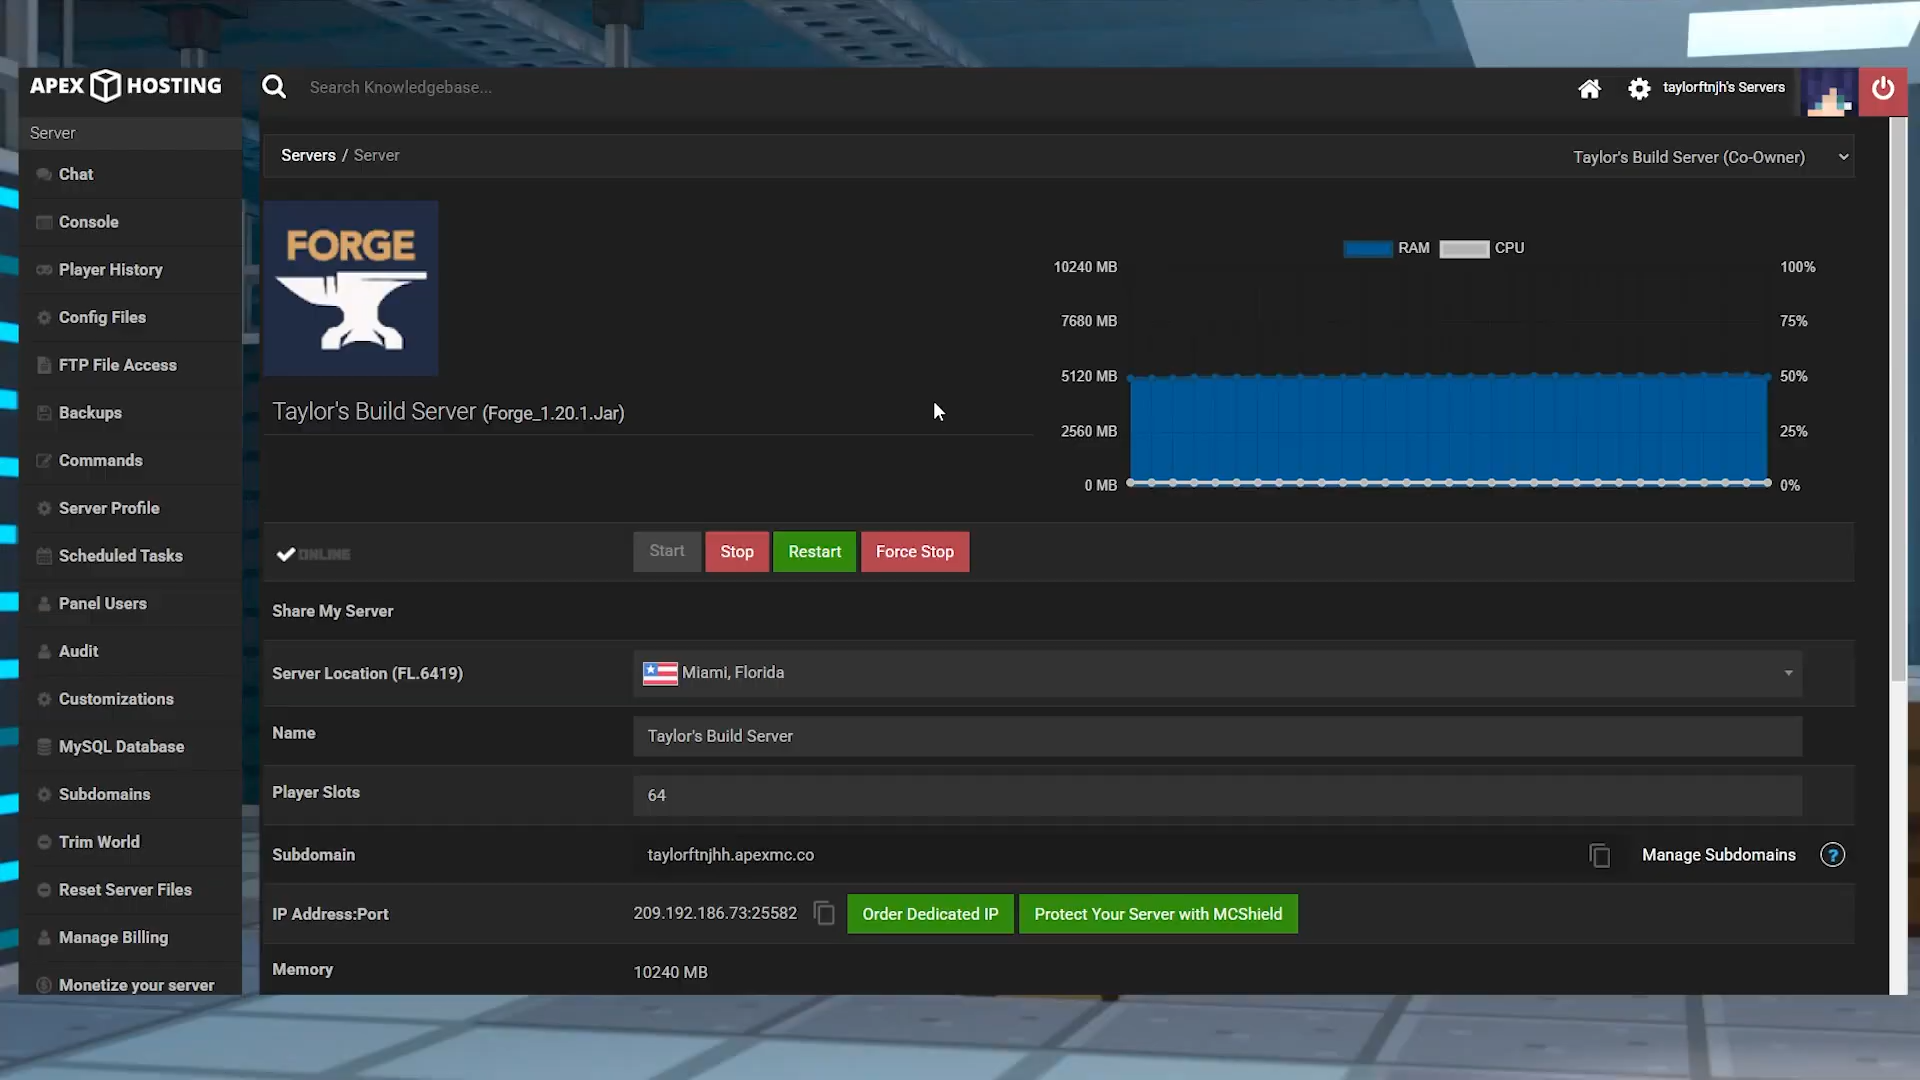 APEX HOSTING
Search Knowledgebase...
taylorftnjh's Servers
Server
Chat
Console
Player History
Config Files
FTP File Access
Backups
Commands
Server Profile
Scheduled Tasks
Panel Users
Audit
Customizations
MySQL Database
Subdomains
Trim World
Reset Server Files
Manage Billing
Monetize your server
Servers / Server
Taylor's Build Server (Co-Owner)
FORGE
Taylor's Build Server (Forge_1.20.1.Jar)
RAM CPU
10240 MB 100%
7680 MB 75%
5120 MB 50%
2560 MB 25%
0 MB 0%
ONLINE
Start Stop Restart Force Stop
Share My Server
Server Location (FL.6419) Miami, Florida
Name Taylor's Build Server
Player Slots 64
Subdomain taylorftnjhh.apexmc.co Manage Subdomains ?
IP Address:Port 209.192.186.73:25582 Order Dedicated IP Protect Your Server with MCShield
Memory 10240 MB